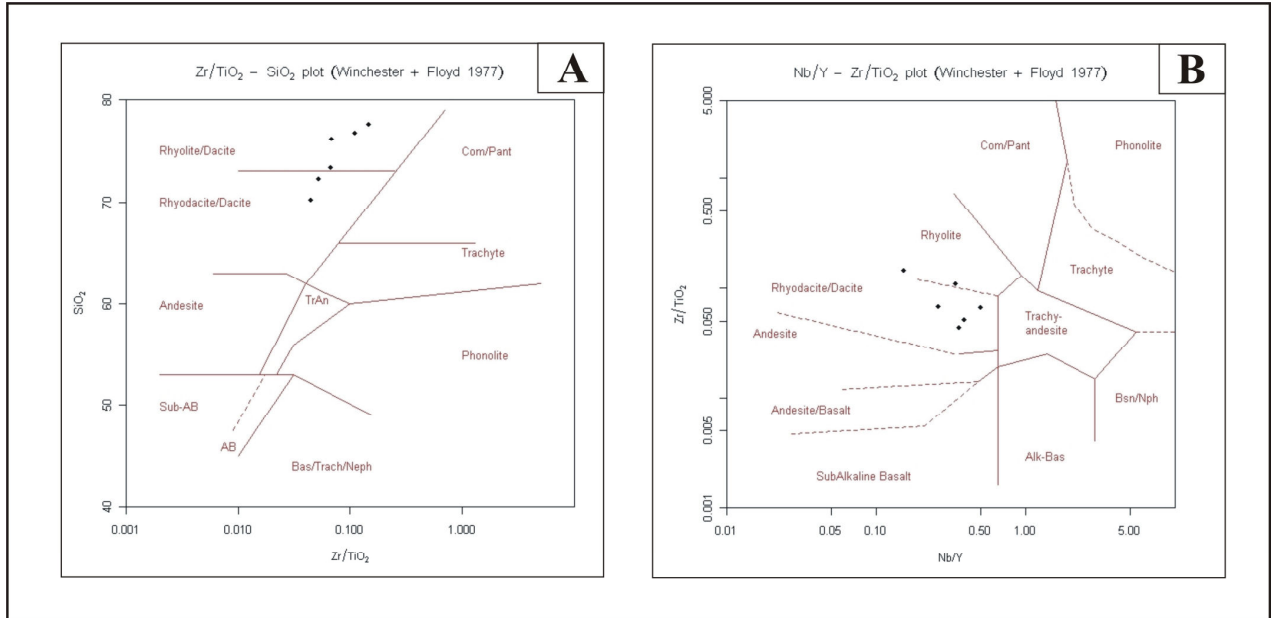 A
Zr/TiO₂ – SiO₂ plot (Winchester + Floyd 1977)
80
70
60
50
40
SiO₂
Rhyolite/Dacite
Com/Pant
Rhyodacite/Dacite
Trachyte
TrAn
Andesite
Phonolite
Sub-AB
AB
Bas/Trach/Neph
0.001
0.010
0.100
1.000
Zr/TiO₂
B
Nb/Y – Zr/TiO₂ plot (Winchester + Floyd 1977)
5.000
0.500
0.050
0.005
0.001
Zr/TiO₂
Com/Pant
Phonolite
Rhyolite
Trachyte
Rhyodacite/Dacite
Trachy-
andesite
Andesite
Bsn/Nph
Andesite/Basalt
Alk-Bas
SubAlkaline Basalt
0.01
0.05
0.10
0.50
1.00
5.00
Nb/Y